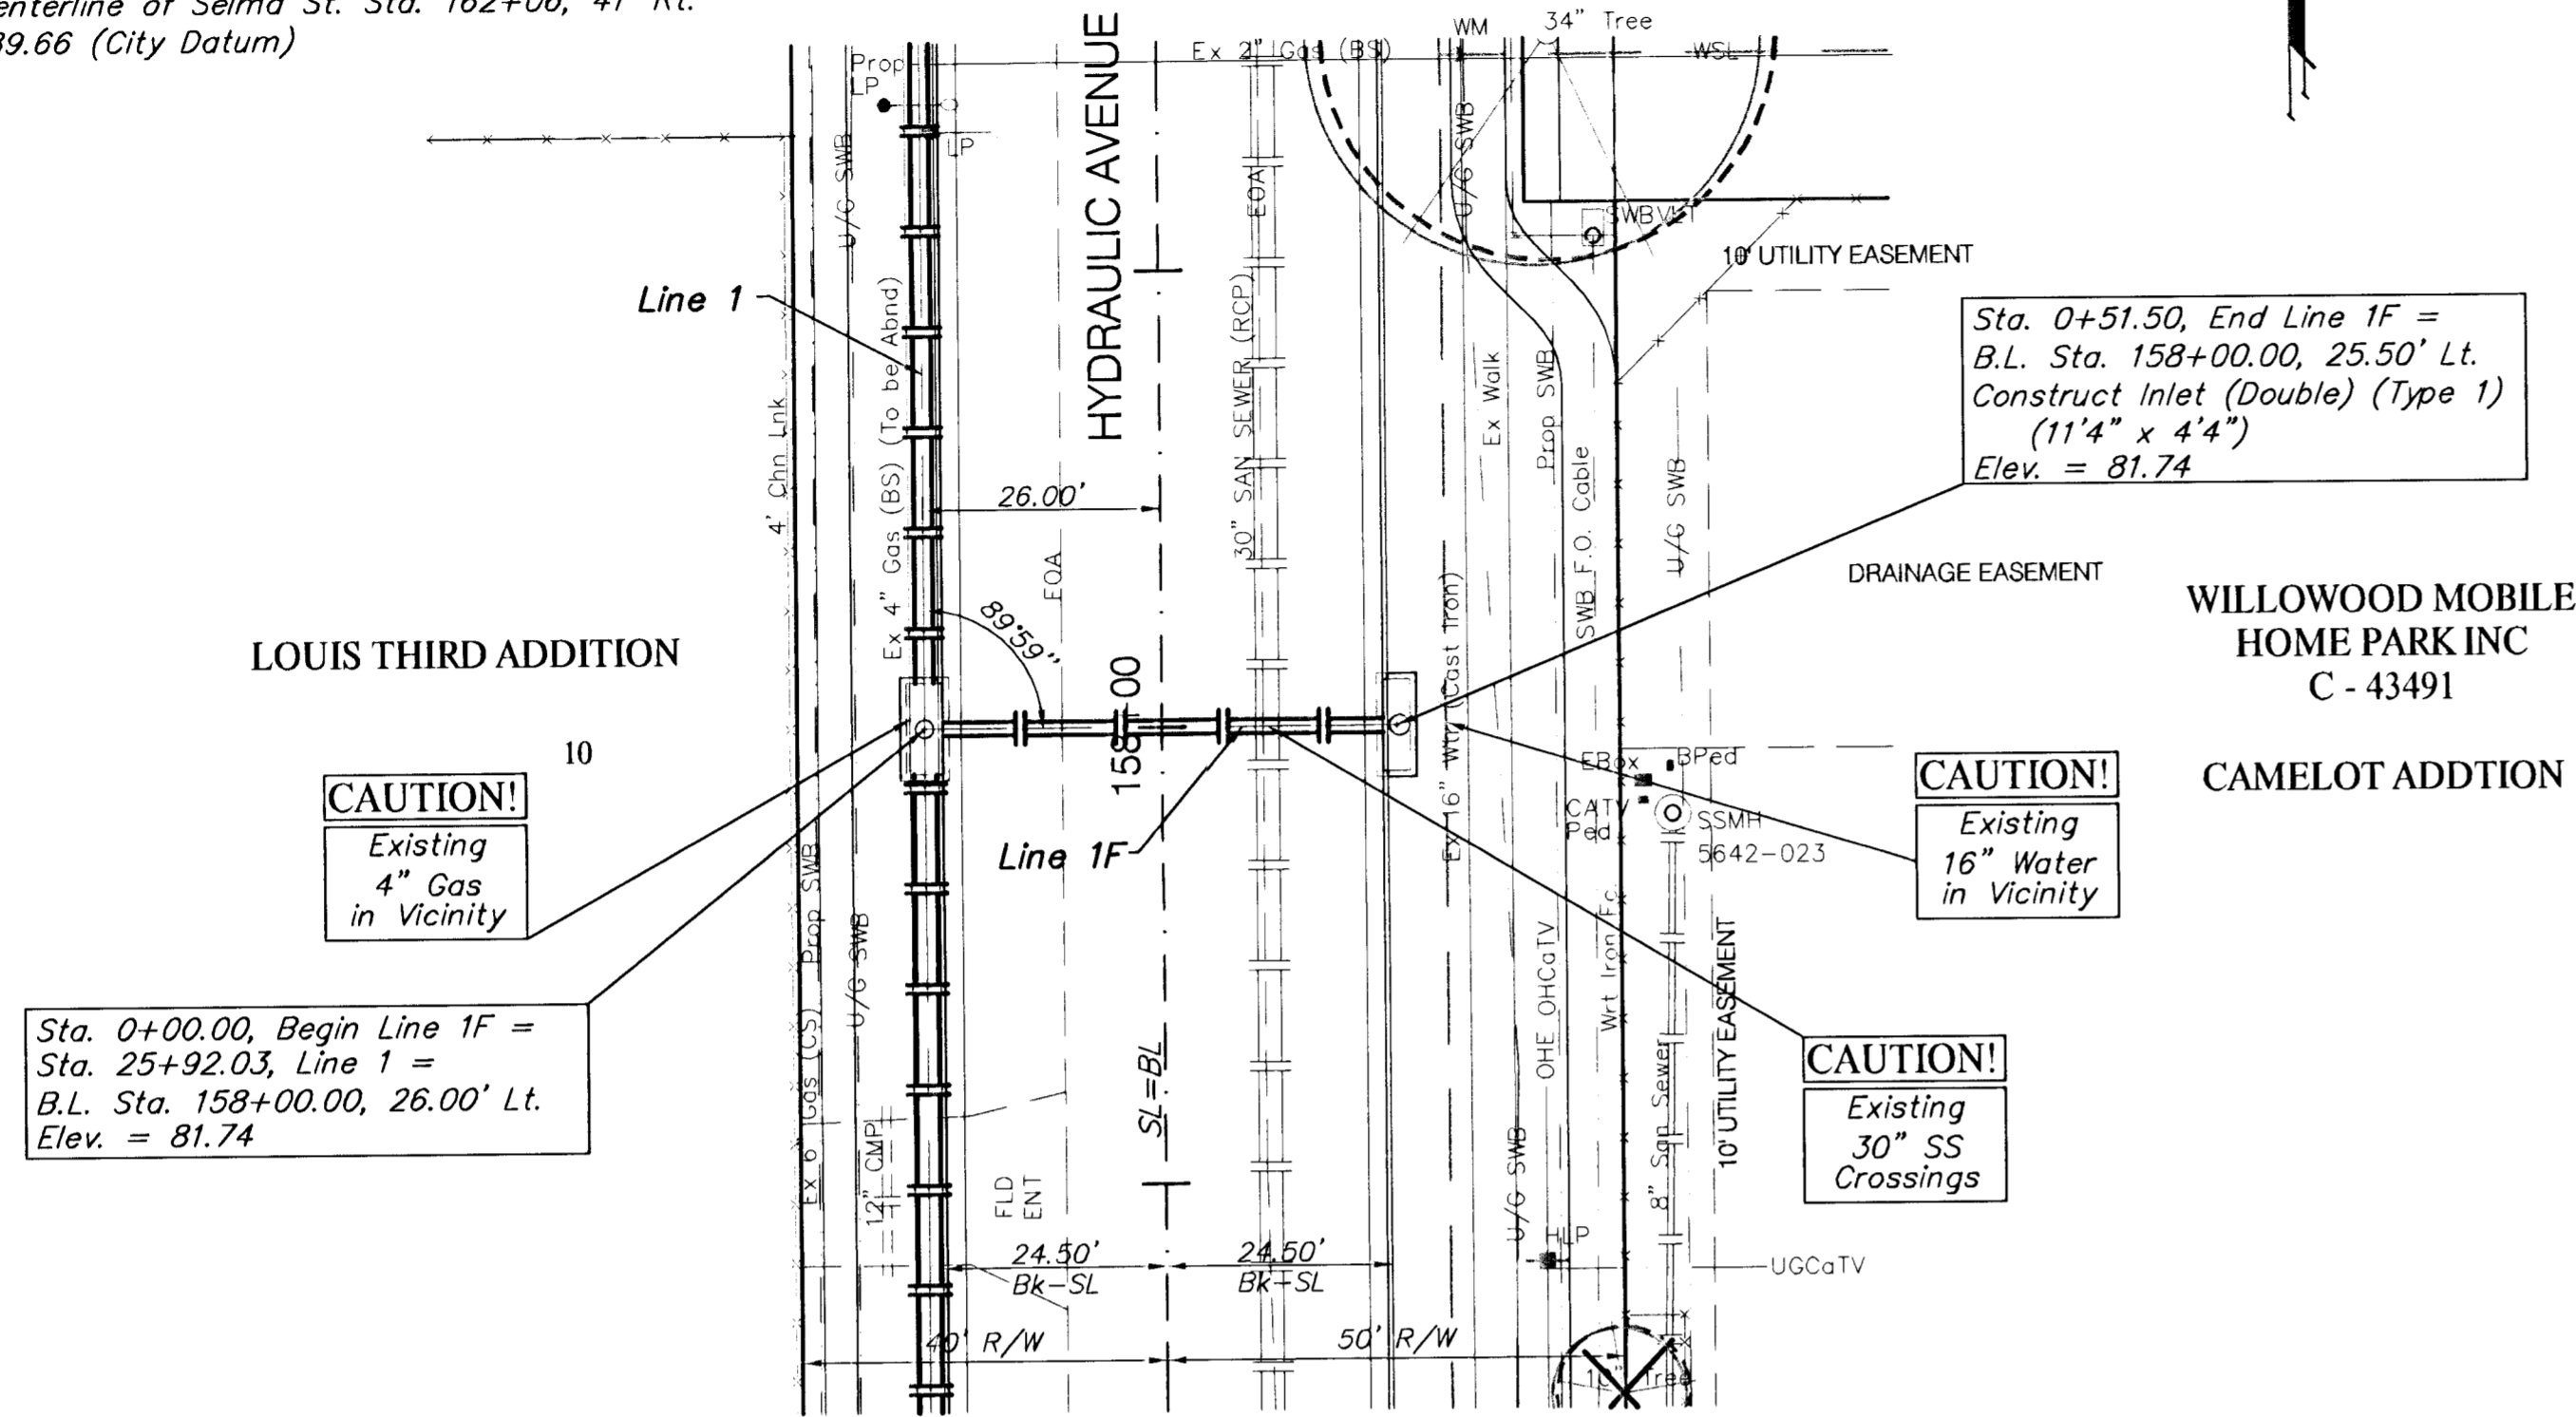 enterline of Selma St. Sta. 162+06, 41' Rt.
39.66 (City Datum)
HYDRAULIC AVENUE
Prop
LP
LP
Ex 2" Gas (BS)
WM
34" Tree
WSL
U/G SWB
U/G SWB
EOA
SWBVLT
10' UTILITY EASEMENT
Line 1
4' Chn Lnk
Ex 4" Gas (BS) (To be Abnd)
26.00'
30" SAN SEWER (RCP)
Ex Walk
Prop SWB
SWB F.O. Cable
U/G SWB
Sta. 0+51.50, End Line 1F =
B.L. Sta. 158+00.00, 25.50' Lt.
Construct Inlet (Double) (Type 1)
(11'4" x 4'4")
Elev. = 81.74
DRAINAGE EASEMENT
EOA
89°59"
158+00
Ex 16" Wtr (Cast Iron)
LOUIS THIRD ADDITION
10
WILLOWOOD MOBILE
HOME PARK INC
C - 43491
CAMELOT ADDTION
CAUTION!
Existing
4" Gas
in Vicinity
Line 1F
EBox
BPed
CATV
Ped
SSMH
5642-023
CAUTION!
Existing
16" Water
in Vicinity
Sta. 0+00.00, Begin Line 1F =
Sta. 25+92.03, Line 1 =
B.L. Sta. 158+00.00, 26.00' Lt.
Elev. = 81.74
Ex 6" Gas (CS)
Prop SWB
U/G SWB
12" CMP
FLD
ENT
SL=BL
OHE OHCaTV
U/G SWB
Wrt Iron Fc
8" San Sewer
10' UTILITY EASEMENT
CAUTION!
Existing
30" SS
Crossings
24.50'
Bk-SL
24.50'
Bk-SL
HLP
UGCaTV
40' R/W
50' R/W
Tree